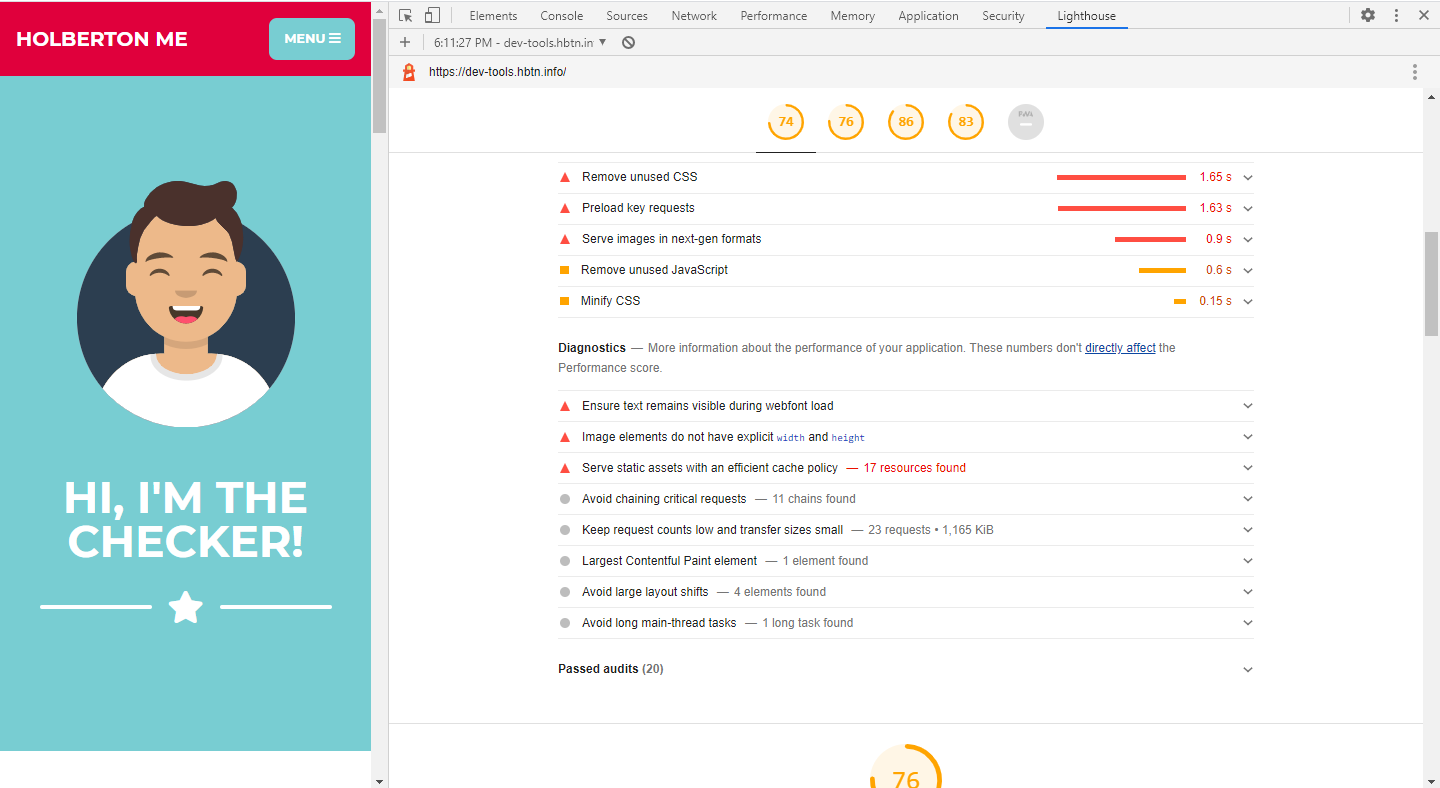 HOLBERTON ME
MENU
HI, I'M THE
CHECKER!
Elements Console Sources Network Performance Memory Application Security Lighthouse
6:11:27 PM - dev-tools.hbtn.in
https://dev-tools.hbtn.info/
74 76 86 83 PWA
Remove unused CSS 1.65 s
Preload key requests 1.63 s
Serve images in next-gen formats 0.9 s
Remove unused JavaScript 0.6 s
Minify CSS 0.15 s
Diagnostics — More information about the performance of your application. These numbers don't directly affect the
Performance score.
Ensure text remains visible during webfont load
Image elements do not have explicit width and height
Serve static assets with an efficient cache policy — 17 resources found
Avoid chaining critical requests — 11 chains found
Keep request counts low and transfer sizes small — 23 requests • 1,165 KiB
Largest Contentful Paint element — 1 element found
Avoid large layout shifts — 4 elements found
Avoid long main-thread tasks — 1 long task found
Passed audits (20)
76